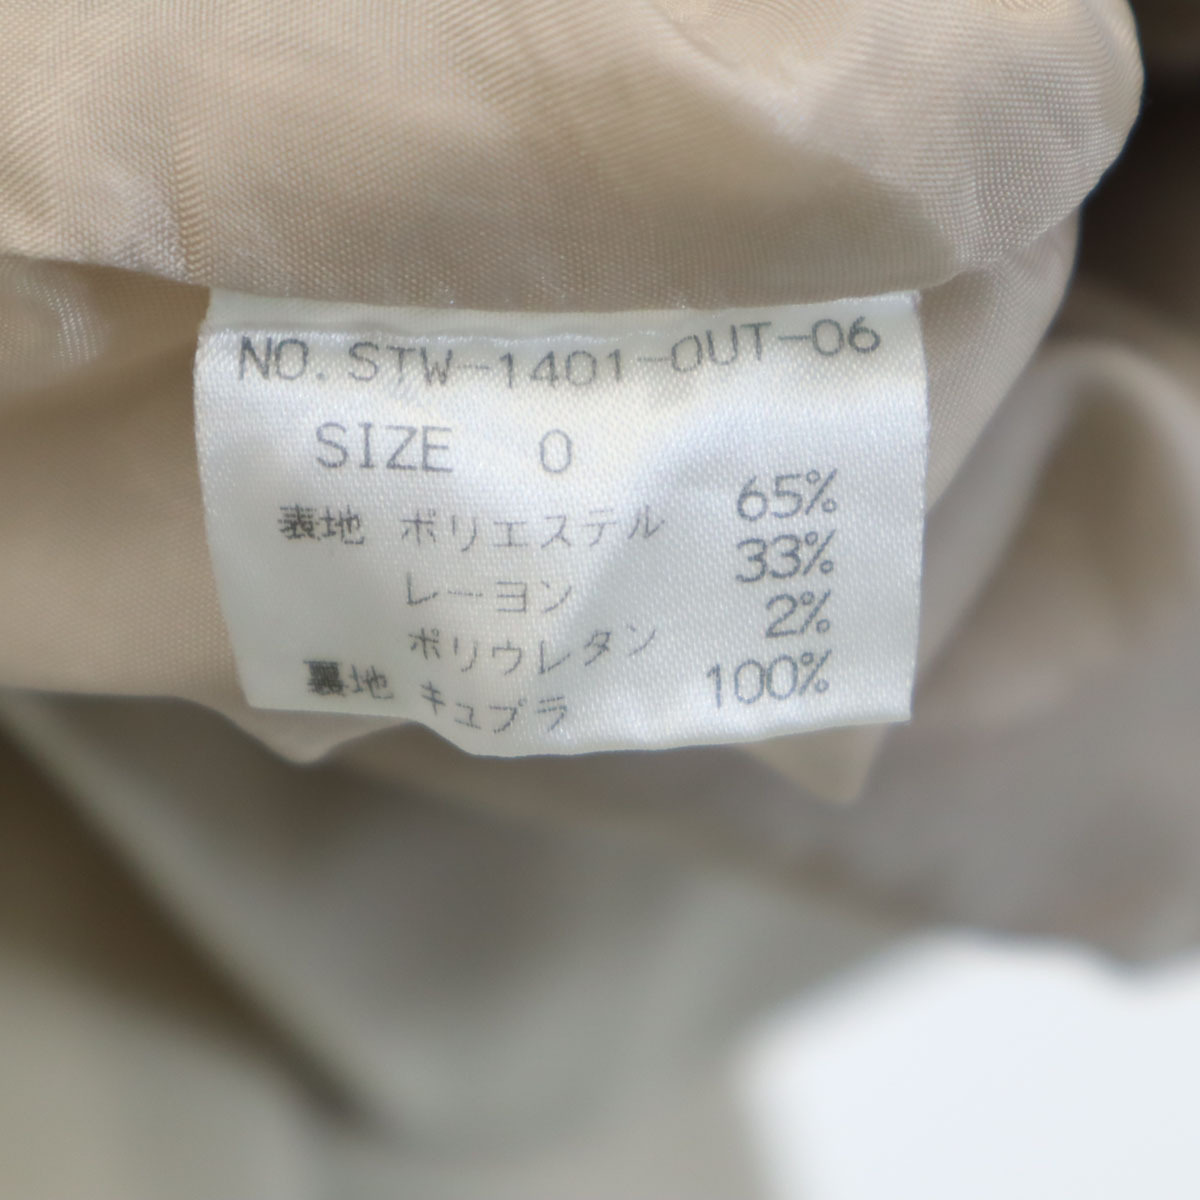 NO. STW-1401-OUT-06
SIZE 0
表地 ポリエステル 65%
レーヨン 33%
ポリウレタン 2%
裏地 キュプラ 100%